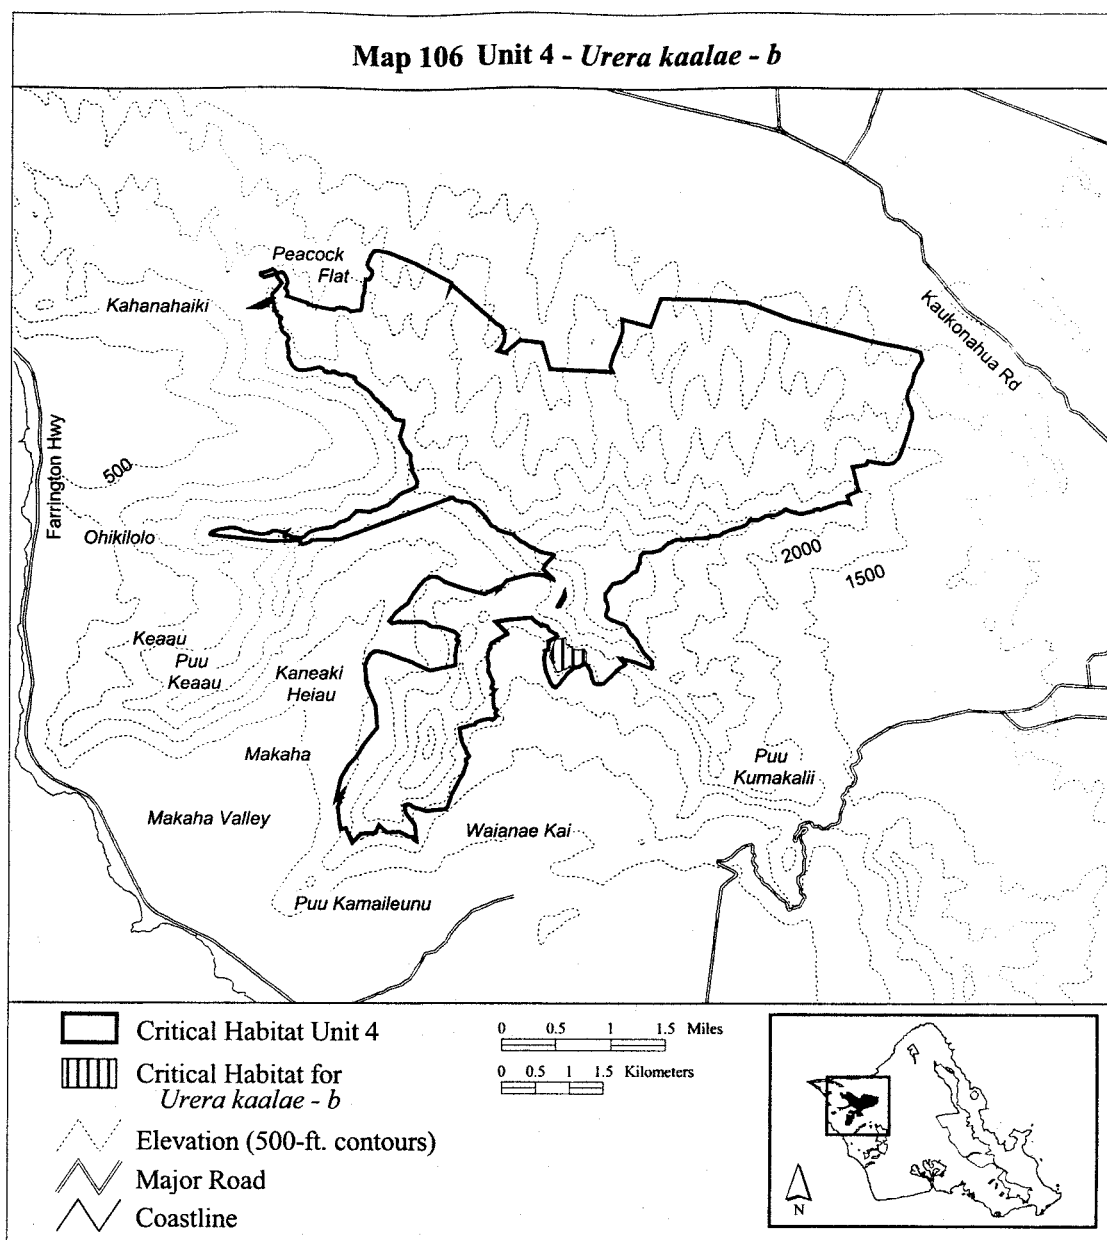 Map 106 Unit 4 - Urera kaalae - b
Peacock
Flat
Kahanahaiki
Kaukonahua Rd
Farrington Hwy
500
Ohikilolo
2000
1500
Keaau
Puu
Keaau
Kaneaki
Heiau
Makaha
Puu
Kumakalii
Makaha Valley
Waianae Kai
Puu Kamaileunu
Critical Habitat Unit 4
Critical Habitat for
Urera kaalae - b
Elevation (500-ft. contours)
Major Road
Coastline
0 0.5 1 1.5 Miles
0 0.5 1 1.5 Kilometers
N